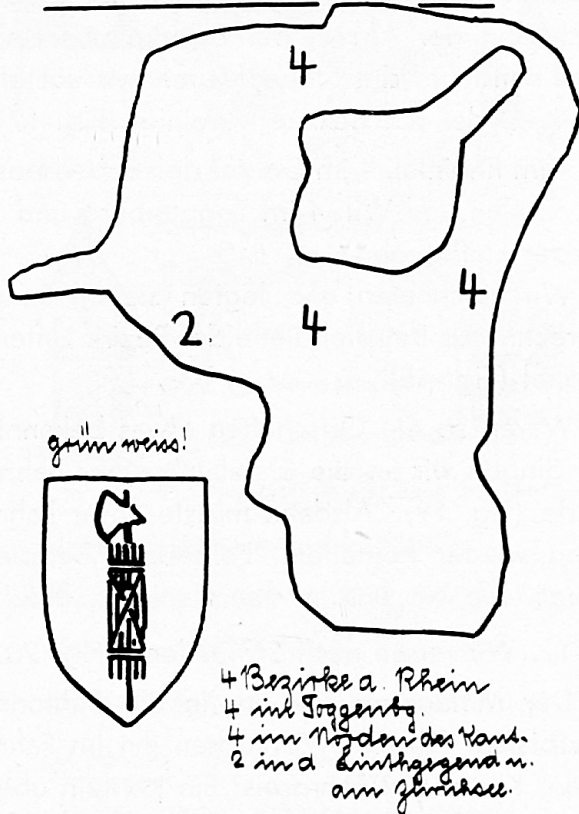 4
4
2.
4
grün weiss!
4 Bezirke a. Rhein
4 im Toggenbg.
4 im Norden des Kant.
2 in d Linthgegend u.
am Zürichsee.